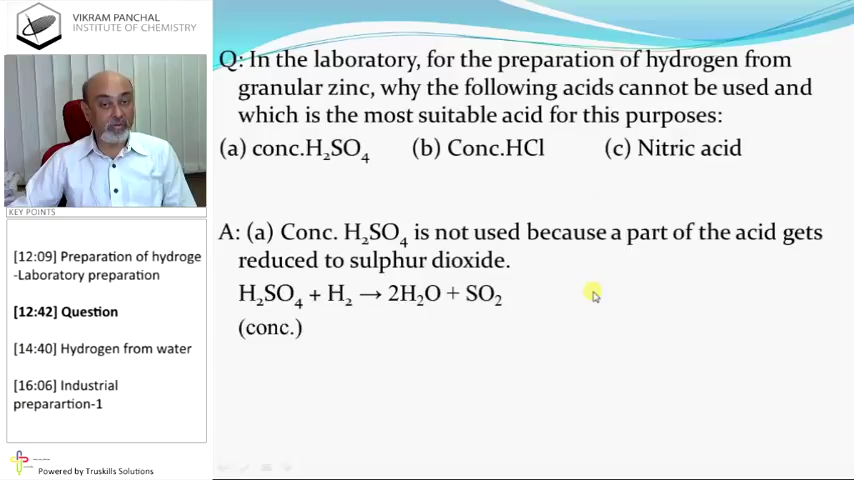 VIKRAM PANCHAL
INSTITUTE OF CHEMISTRY
KEY POINTS
[12:09] Preparation of hydroge
-Laboratory preparation
[12:42] Question
[14:40] Hydrogen from water
[16:06] Industrial
preparartion-1
Powered by Truskills Solutions
Q: In the laboratory, for the preparation of hydrogen from
granular zinc, why the following acids cannot be used and
which is the most suitable acid for this purposes:
(a) conc.H₂SO₄ (b) Conc.HCl (c) Nitric acid
A: (a) Conc. H₂SO₄ is not used because a part of the acid gets
reduced to sulphur dioxide.
H₂SO₄ + H₂ → 2H₂O + SO₂
(conc.)